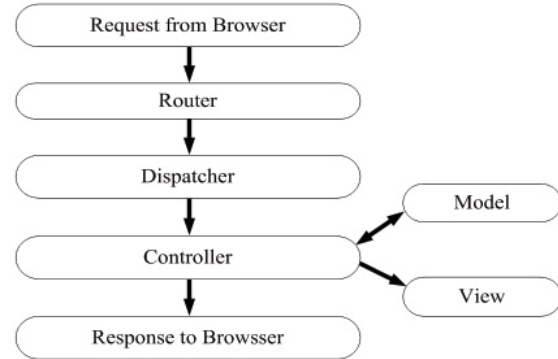 Request from Browser
Router
Dispatcher
Model
Controller
View
Response to Browsser